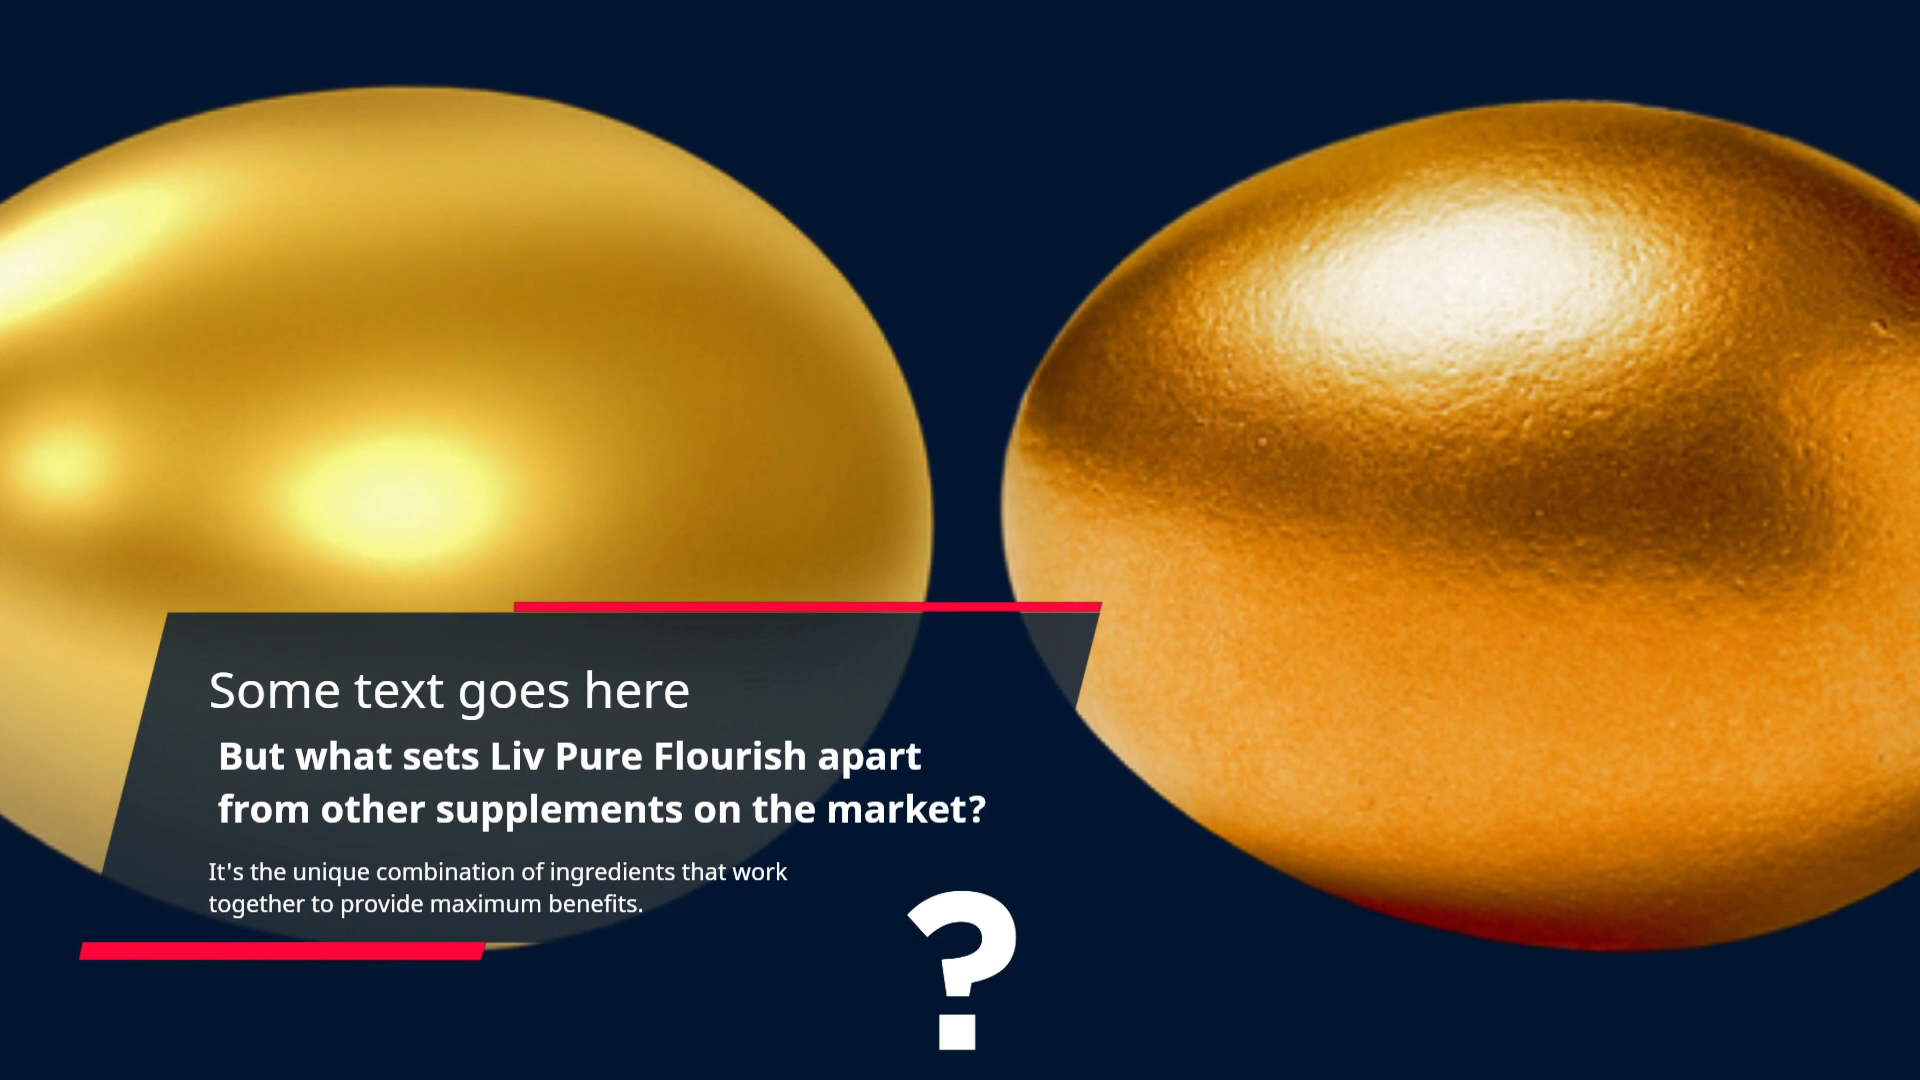 Some text goes here
But what sets Liv Pure Flourish apart
from other supplements on the market?
It's the unique combination of ingredients that work
together to provide maximum benefits.
?